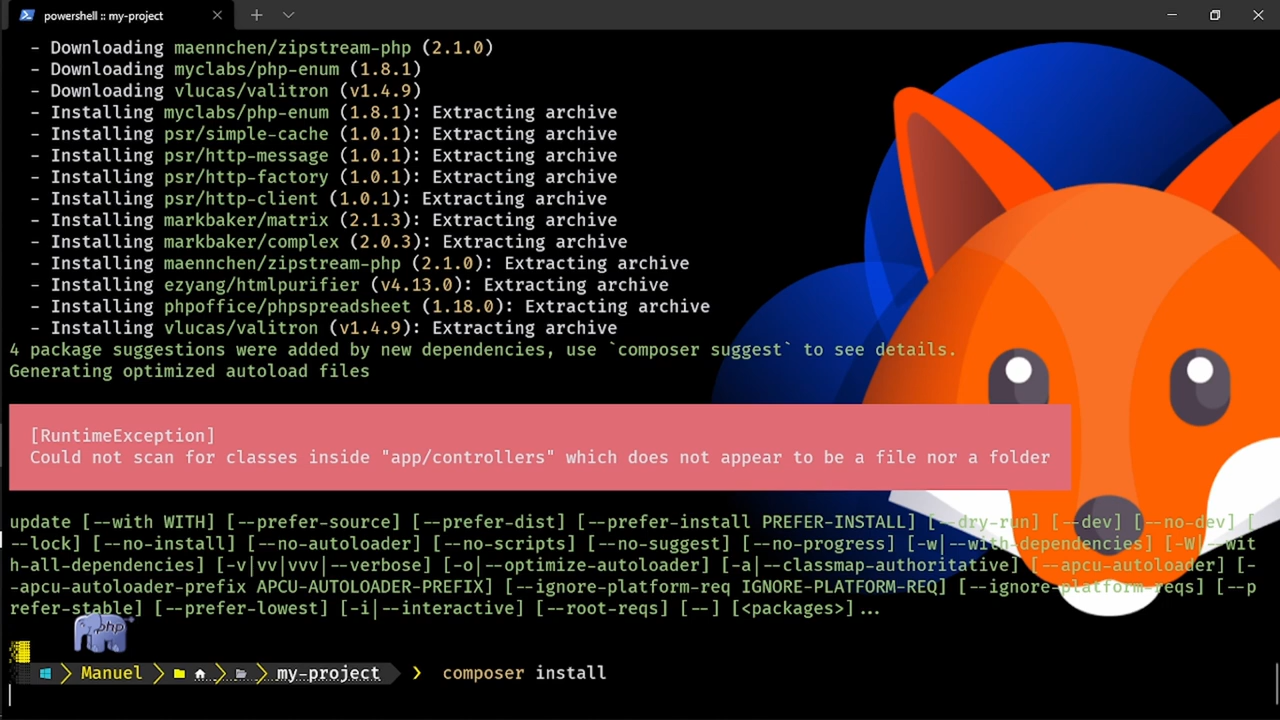 powershell :: my-project
- Downloading maennchen/zipstream-php (2.1.0)
- Downloading myclabs/php-enum (1.8.1)
- Downloading vlucas/valitron (v1.4.9)
- Installing myclabs/php-enum (1.8.1): Extracting archive
- Installing psr/simple-cache (1.0.1): Extracting archive
- Installing psr/http-message (1.0.1): Extracting archive
- Installing psr/http-factory (1.0.1): Extracting archive
- Installing psr/http-client (1.0.1): Extracting archive
- Installing markbaker/matrix (2.1.3): Extracting archive
- Installing markbaker/complex (2.0.3): Extracting archive
- Installing maennchen/zipstream-php (2.1.0): Extracting archive
- Installing ezyang/htmlpurifier (v4.13.0): Extracting archive
- Installing phpoffice/phpspreadsheet (1.18.0): Extracting archive
- Installing vlucas/valitron (v1.4.9): Extracting archive
4 package suggestions were added by new dependencies, use `composer suggest` to see details.
Generating optimized autoload files
[RuntimeException]
Could not scan for classes inside "app/controllers" which does not appear to be a file nor a folder
update [--with WITH] [--prefer-source] [--prefer-dist] [--prefer-install PREFER-INSTALL] [--dry-run] [--dev] [--no-dev] [
--lock] [--no-install] [--no-autoloader] [--no-scripts] [--no-suggest] [--no-progress] [-w|--with-dependencies] [-W|--wit
h-all-dependencies] [-v|vv|vvv|--verbose] [-o|--optimize-autoloader] [-a|--classmap-authoritative] [--apcu-autoloader] [-
-apcu-autoloader-prefix APCU-AUTOLOADER-PREFIX] [--ignore-platform-req IGNORE-PLATFORM-REQ] [--ignore-platform-reqs] [--p
refer-stable] [--prefer-lowest] [-i|--interactive] [--root-reqs] [--] [<packages>]...
php
Manuel my-project ❯ composer install